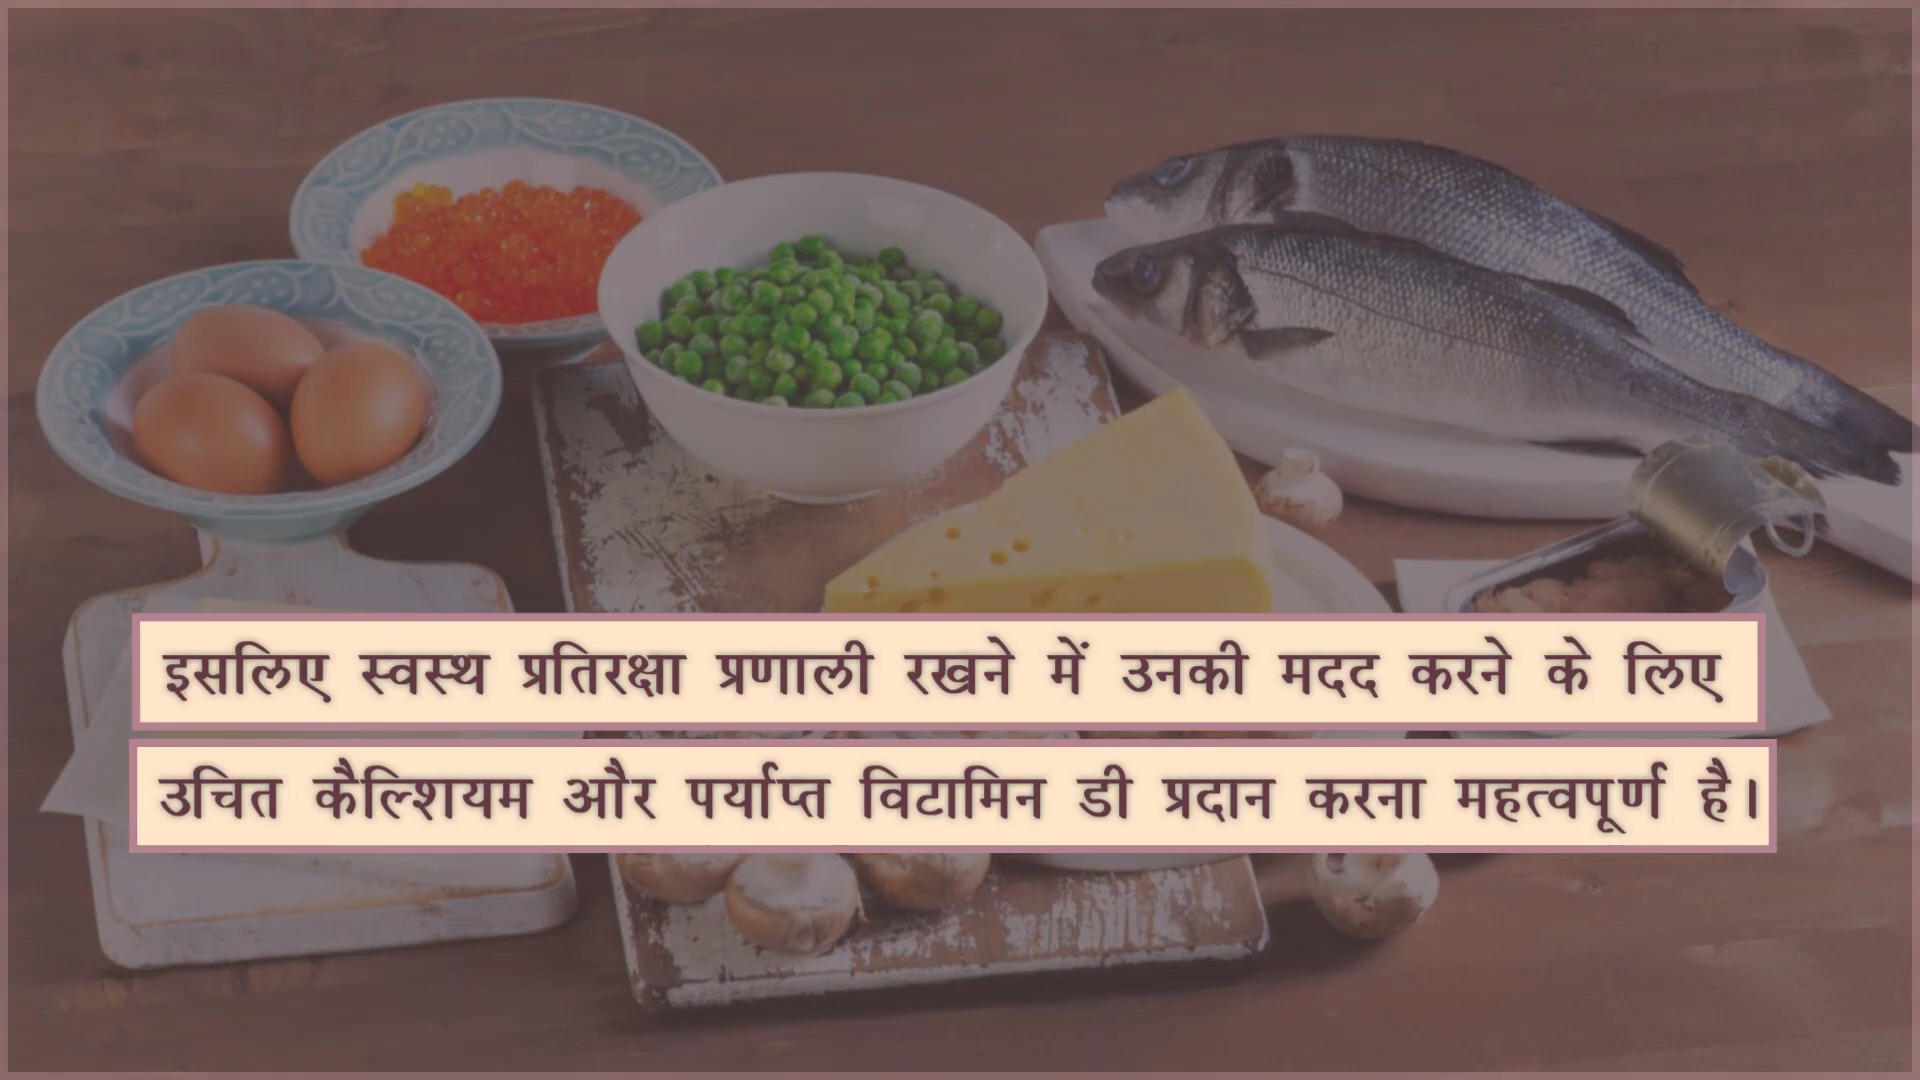 इसलिए स्वस्थ प्रतिरक्षा प्रणाली रखने में उनकी मदद करने के लिए
उचित कैल्शियम और पर्याप्त विटामिन डी प्रदान करना महत्वपूर्ण है।